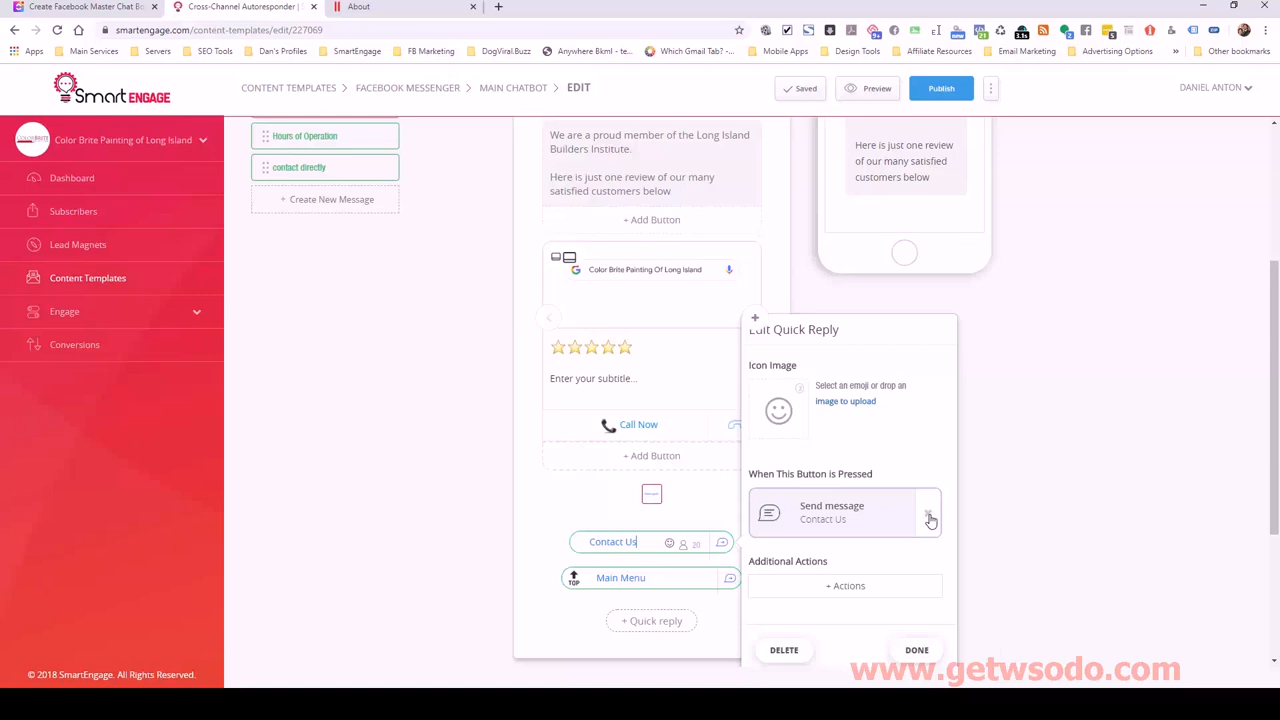 Create Facebook Master Chat Bo
Cross-Channel Autoresponder |
About
smartengage.com/content-templates/edit/227069
Apps
Main Services
Servers
SEO Tools
Dan's Profiles
SmartEngage
FB Marketing
DogViral.Buzz
Anywhere Bkml - te...
Which Gmail Tab? -...
Mobile Apps
Design Tools
Affiliate Resources
Email Marketing
Advertising Options
Other bookmarks
Smart ENGAGE
CONTENT TEMPLATES
FACEBOOK MESSENGER
MAIN CHATBOT
EDIT
Saved
Preview
Publish
DANIEL ANTON
Color Brite Painting of Long Island
Dashboard
Subscribers
Lead Magnets
Content Templates
Engage
Conversions
© 2018 SmartEngage. All Rights Reserved.
Hours of Operation
contact directly
+ Create New Message
We are a proud member of the Long Island
Builders Institute.
Here is just one review of our many
satisfied customers below
+ Add Button
Color Brite Painting Of Long Island
Enter your subtitle...
Call Now
+ Add Button
Contact Us
20
TOP
Main Menu
+ Quick reply
Here is just one review
of our many satisfied
customers below
Edit Quick Reply
Icon Image
Select an emoji or drop an
image to upload
When This Button is Pressed
Send message
Contact Us
Additional Actions
+ Actions
DELETE
DONE
www.getwsodo.com